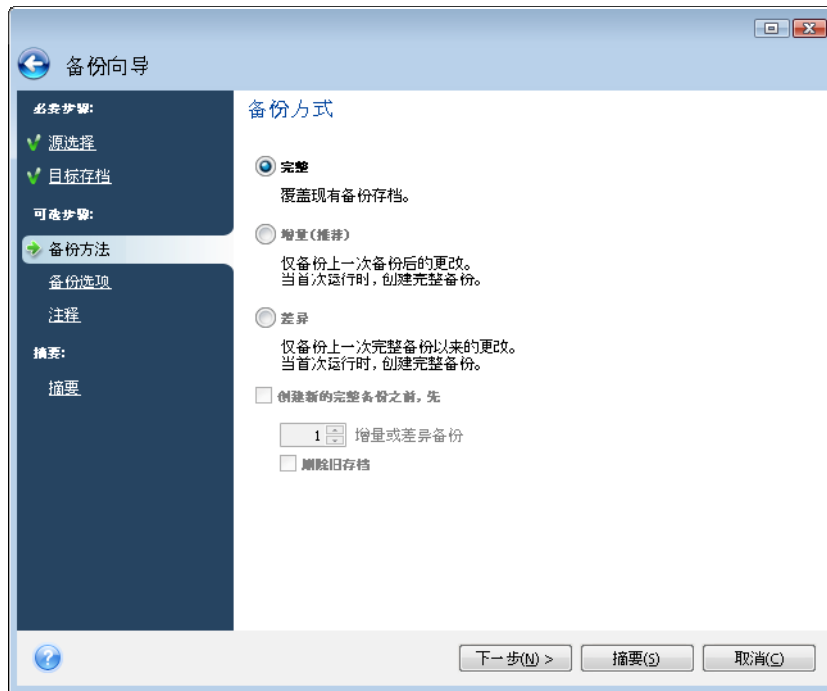 备份向导
必要步骤:
源选择
目标存档
可选步骤:
备份方法
备份选项
注释
摘要:
摘要
备份方式
完整
覆盖现有备份存档。
增量(推荐)
仅备份上一次备份后的更改。
当首次运行时,创建完整备份。
差异
仅备份上一次完整备份以来的更改。
当首次运行时,创建完整备份。
创建新的完整备份之前,先
1 增量或差异备份
删除旧存档
下一步(N) >
摘要(S)
取消(C)